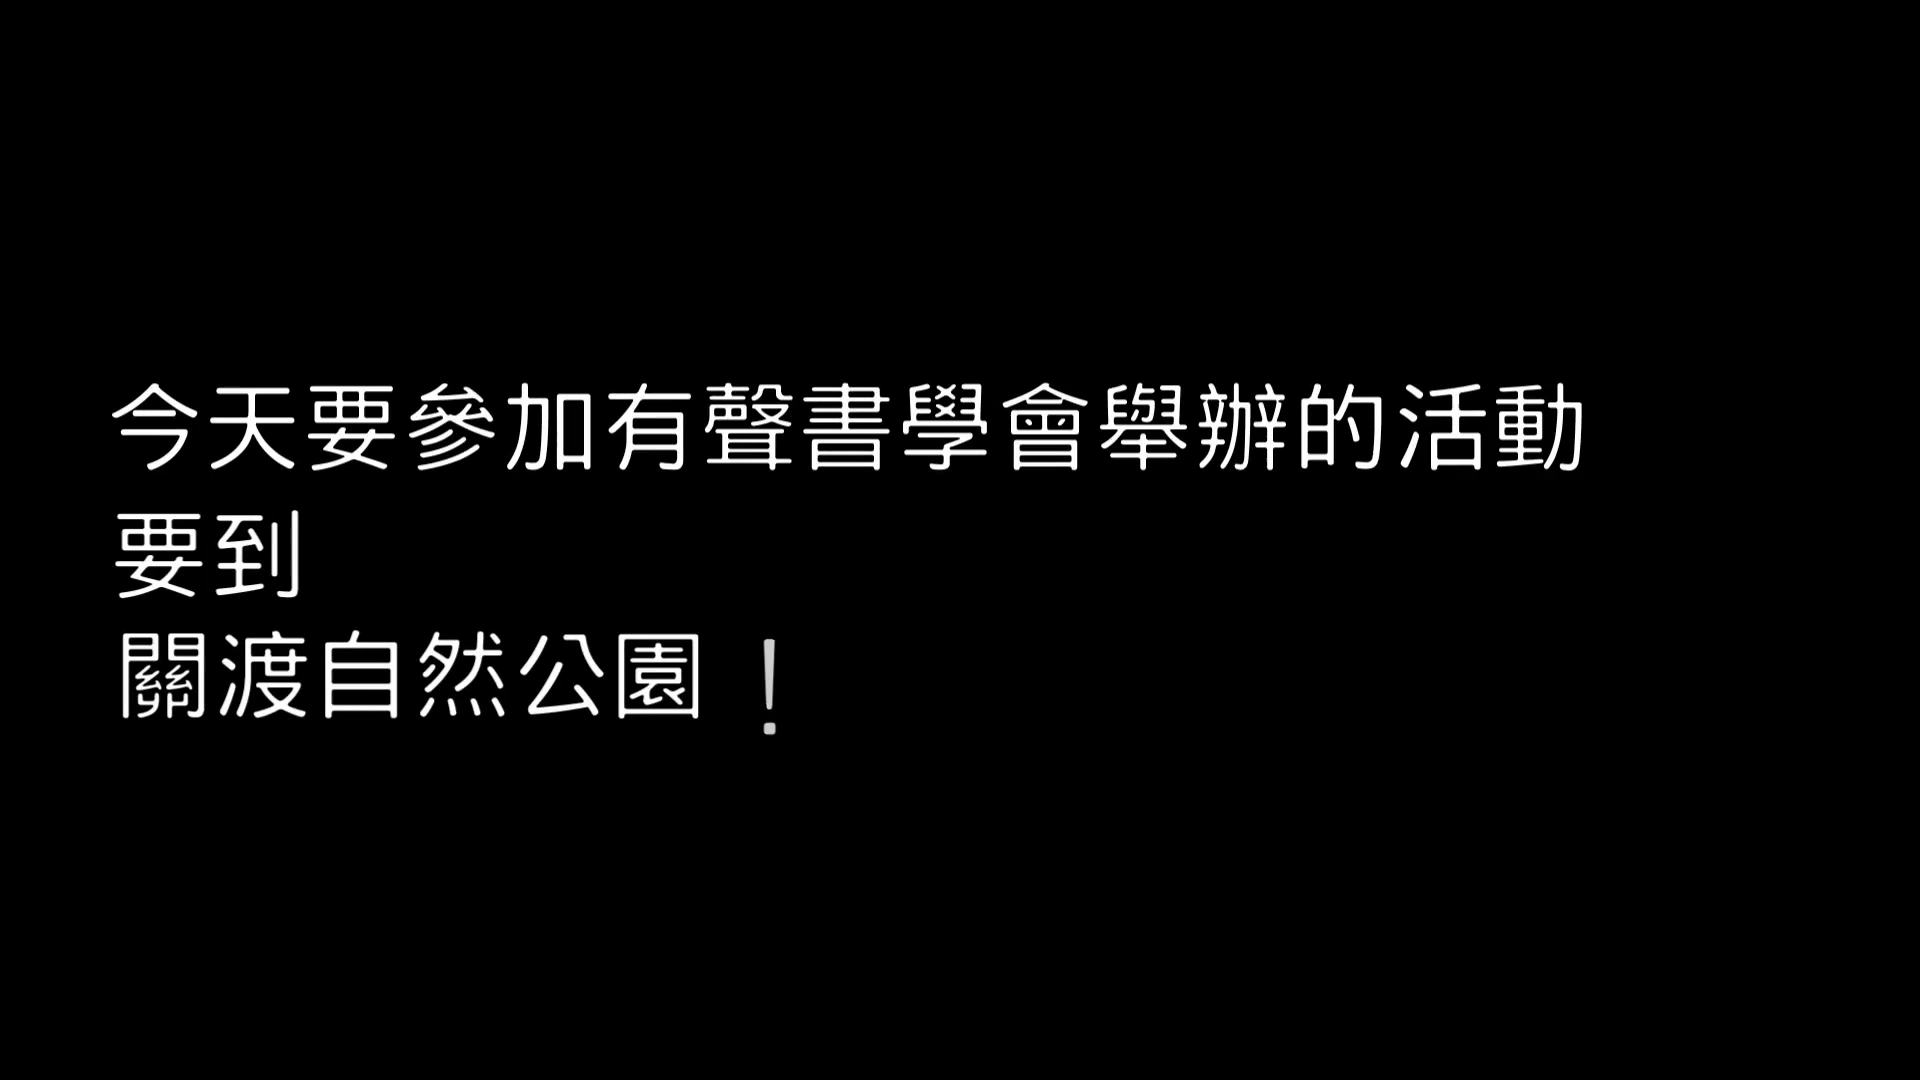 今天要參加有聲書學會舉辦的活動
要到
關渡自然公園！